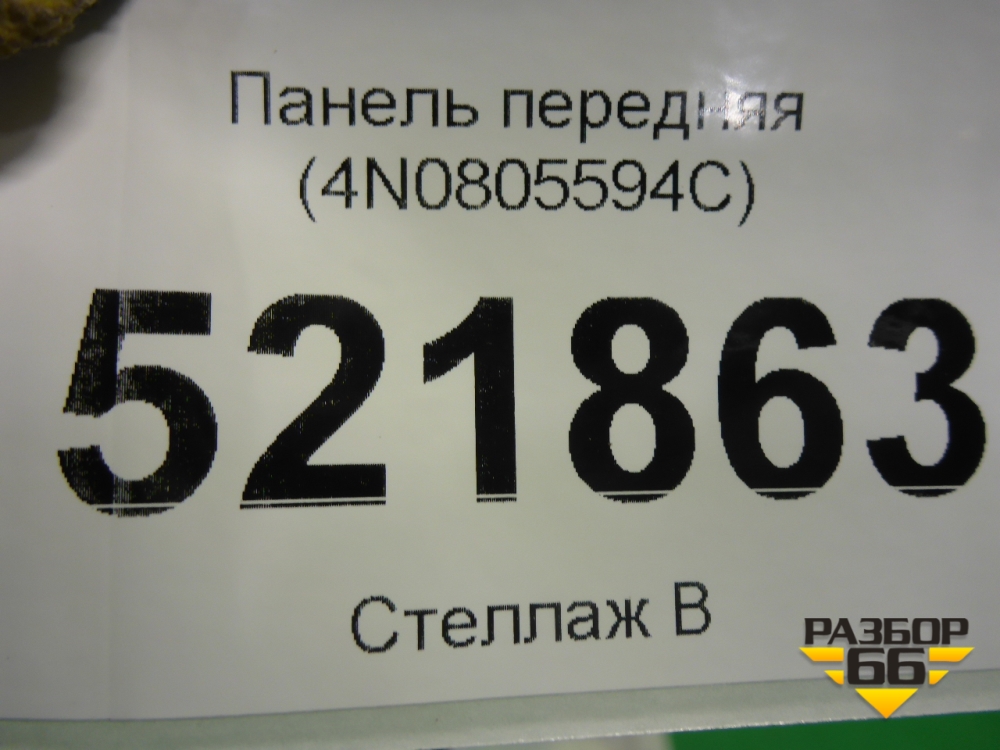 Панель передняя
(4N0805594C)
521863
Стеллаж В
РАЗБОР
66